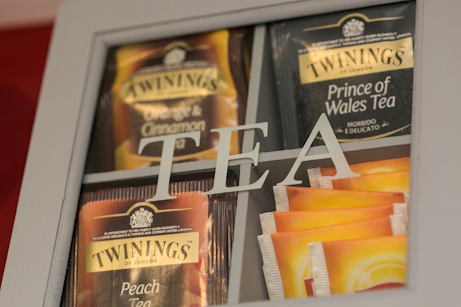 TWININGS
Orange &
Cinnamon
TWININGS
OF LONDON
Prince of
Wales Tea
MORBIDO
E DELICATO
TEA
TWININGS
OF LONDON
Peach
Tea